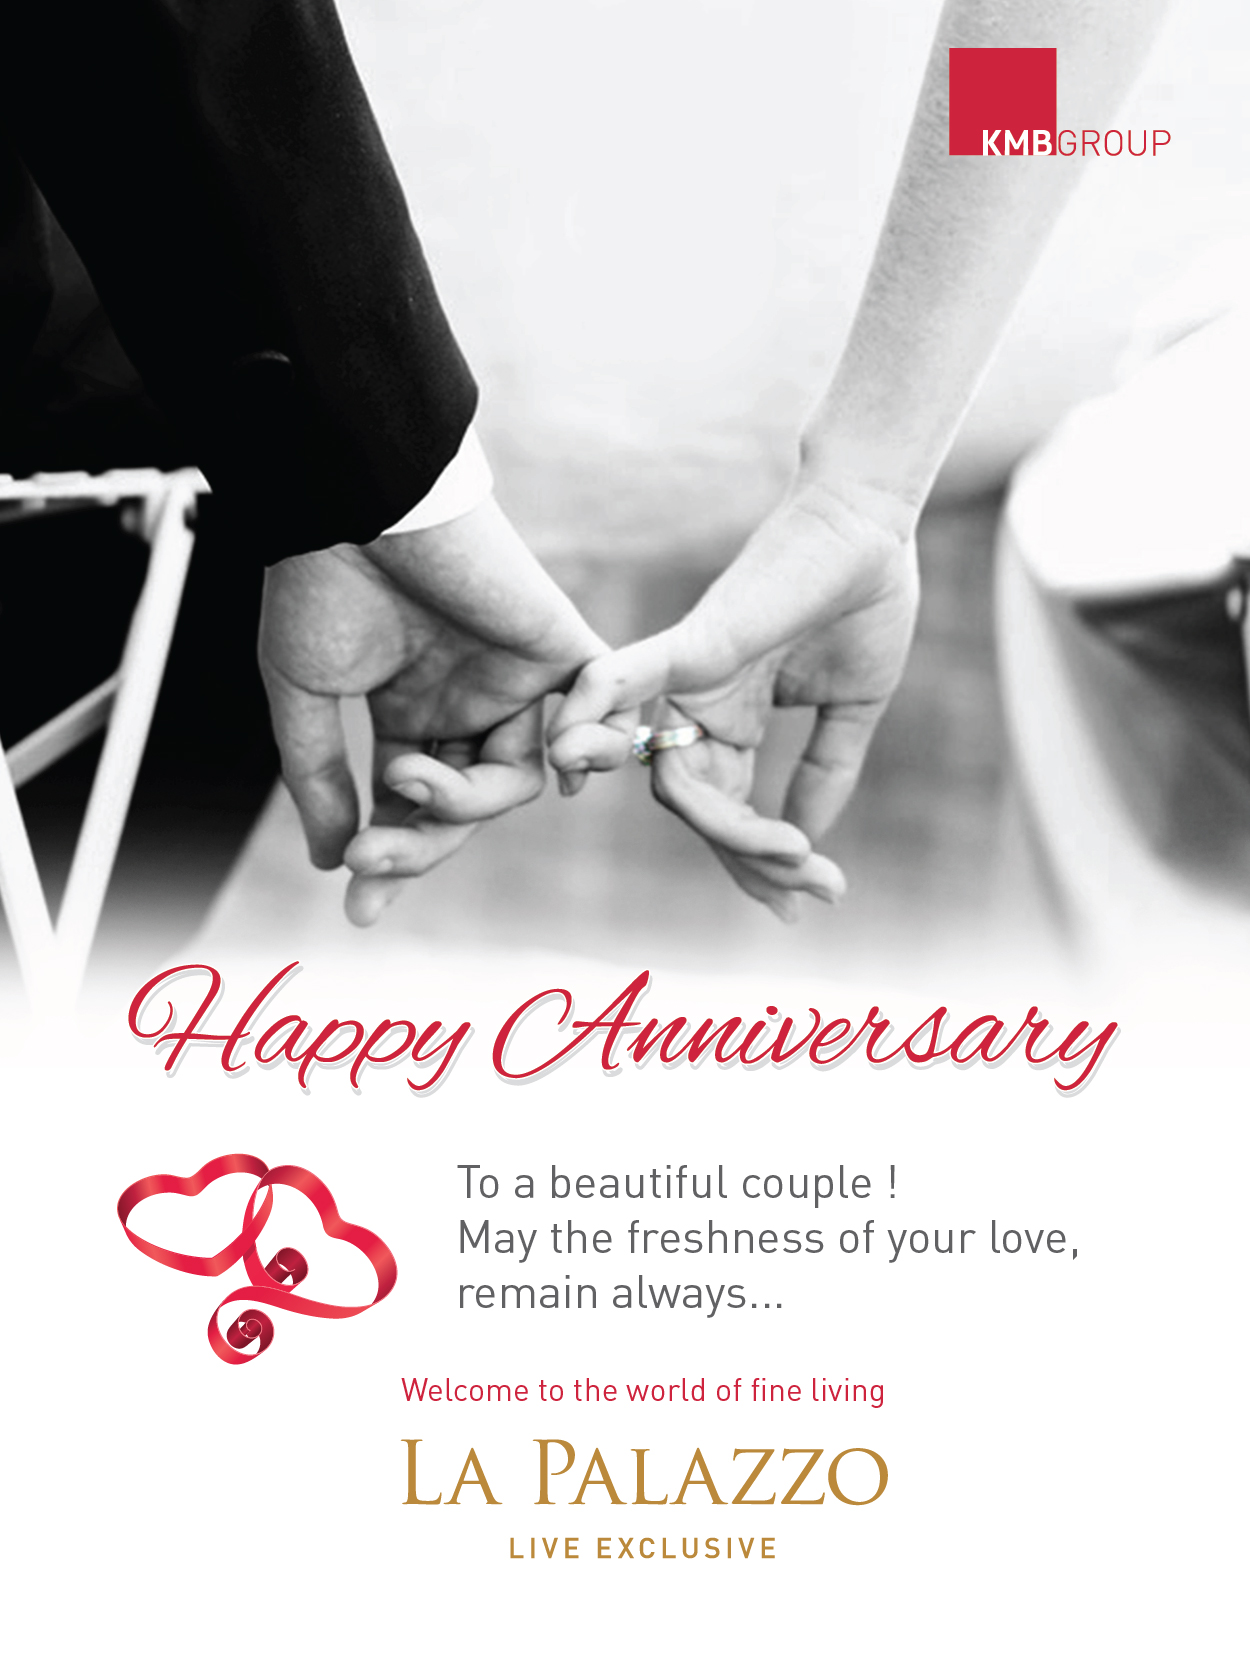 KMBGROUP
Happy Anniversary
To a beautiful couple !
May the freshness of your love,
remain always...
Welcome to the world of fine living
LA PALAZZO
LIVE EXCLUSIVE